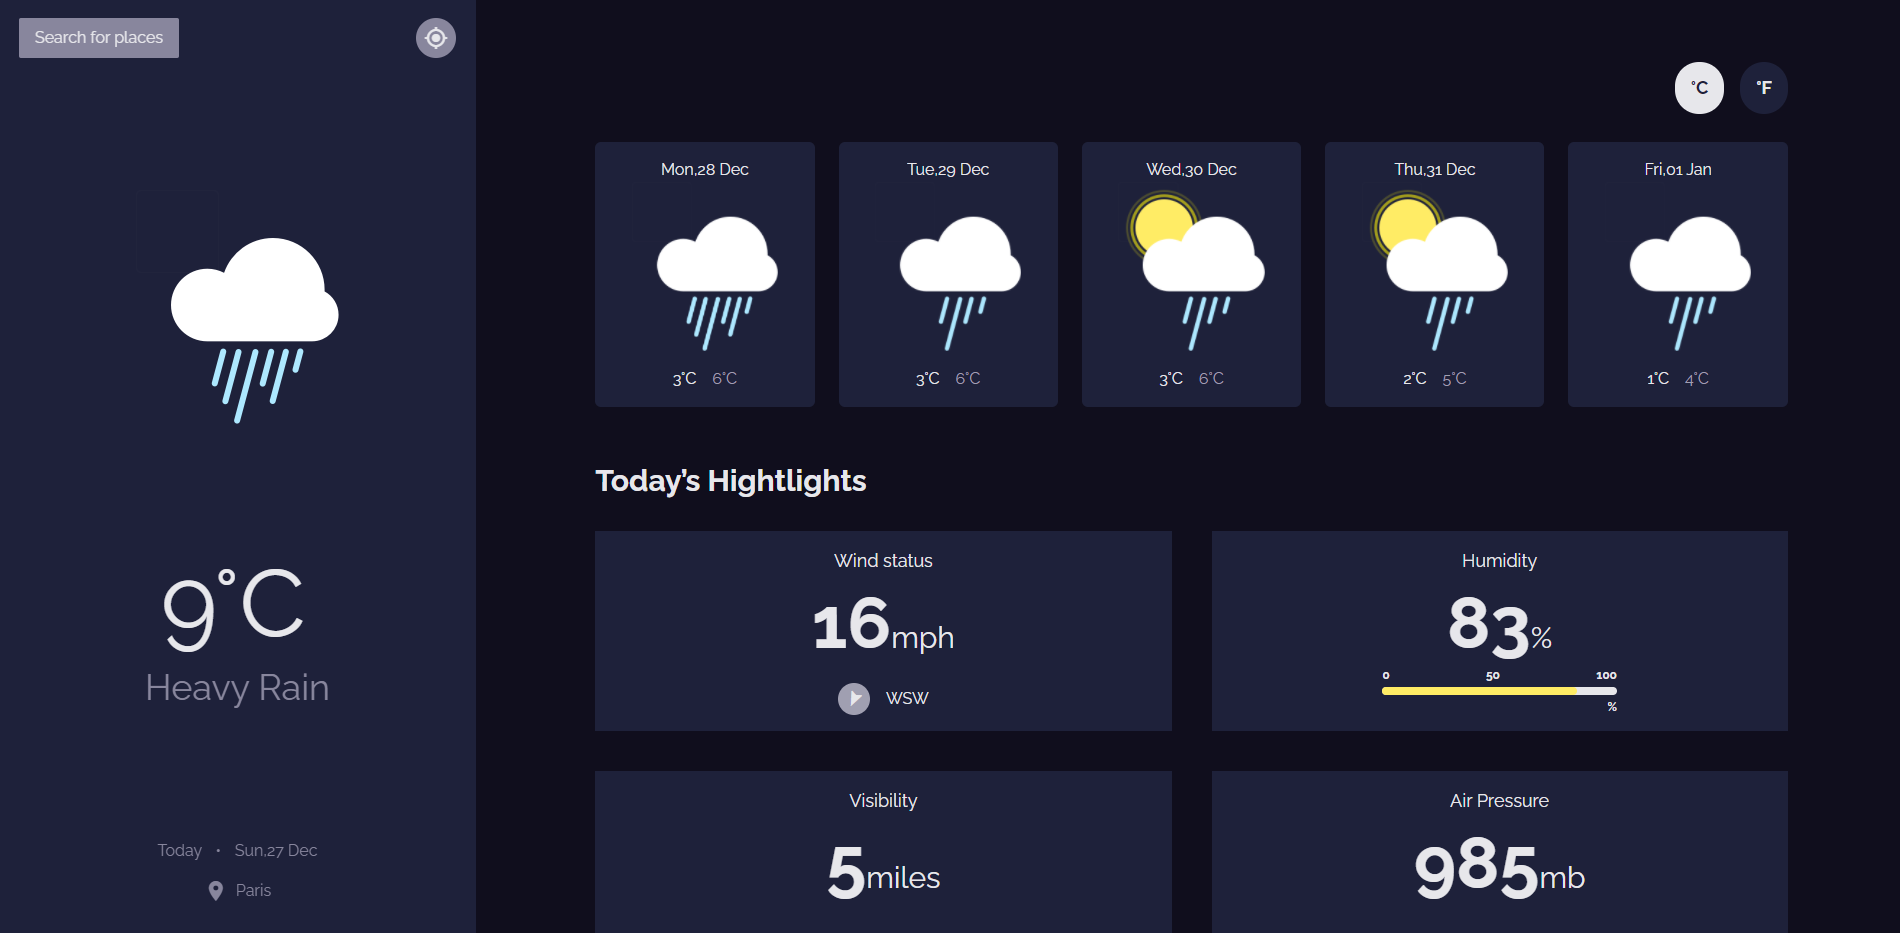 Search for places
9°C
Heavy Rain
Today • Sun,27 Dec
Paris
°C
°F
Mon,28 Dec
3°C 6°C
Tue,29 Dec
3°C 6°C
Wed,30 Dec
3°C 6°C
Thu,31 Dec
2°C 5°C
Fri,01 Jan
1°C 4°C
Today's Hightlights
Wind status
16mph
WSW
Humidity
83%
0 50 100
%
Visibility
5miles
Air Pressure
985mb